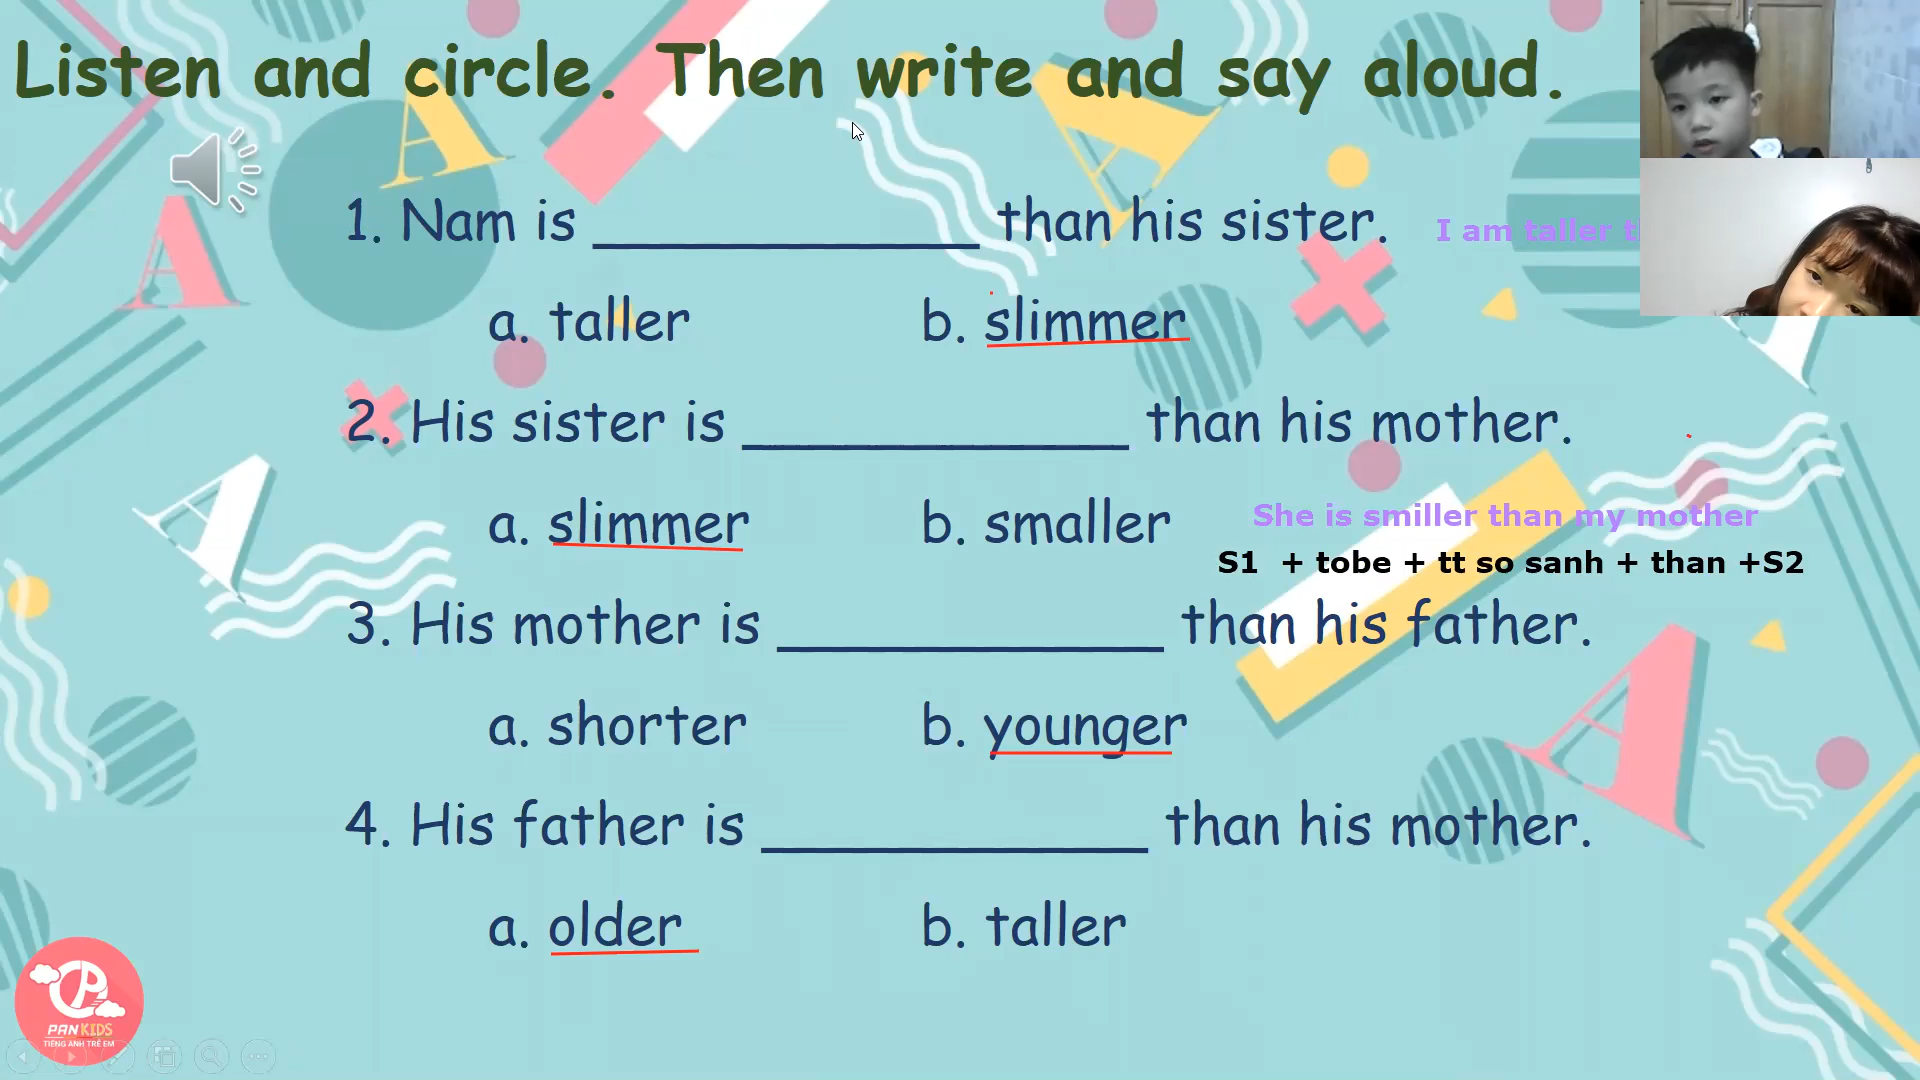 Listen and circle. Then write and say aloud.
1. Nam is ____________ than his sister.
I am taller t
a. taller b. slimmer
2. His sister is ____________ than his mother.
a. slimmer b. smaller
She is smiller than my mother
S1 + tobe + tt so sanh + than +S2
3. His mother is ____________ than his father.
a. shorter b. younger
4. His father is ____________ than his mother.
a. older b. taller
PANKIDS
TIẾNG ANH TRẺ EM